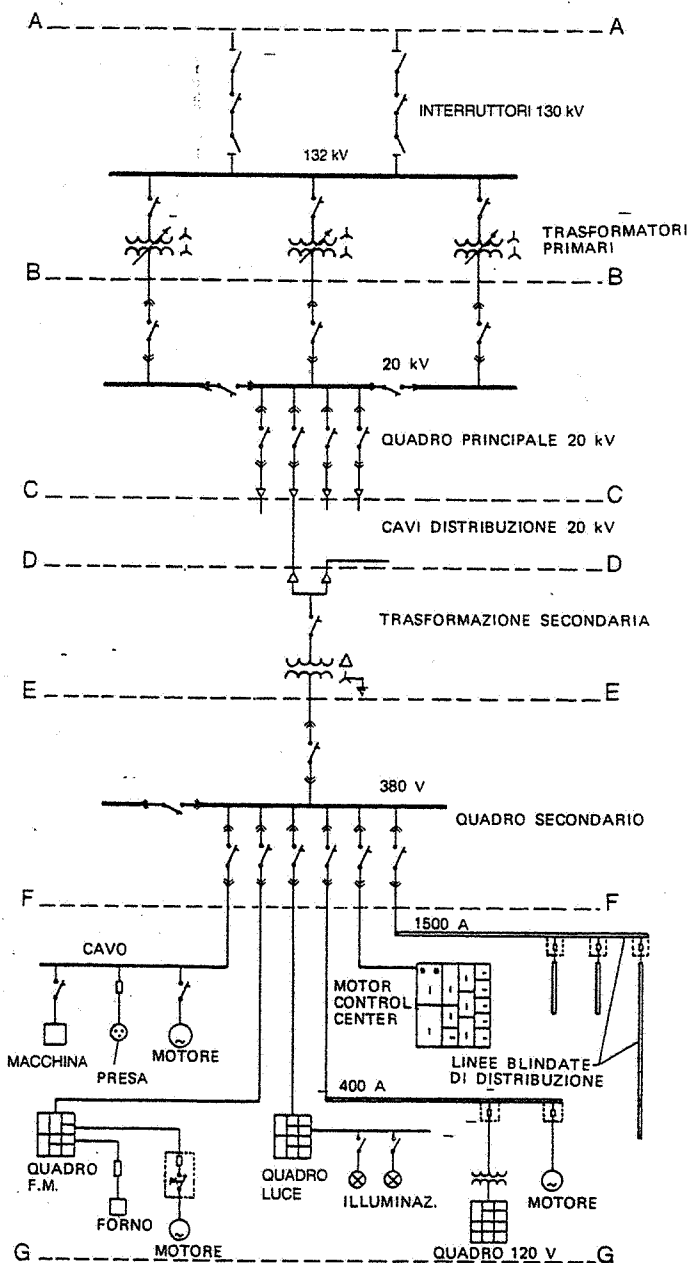 A A
INTERRUTTORI 130 kV
132 kV
TRASFORMATORI
PRIMARI
B B
20 kV
QUADRO PRINCIPALE 20 kV
C C
CAVI DISTRIBUZIONE 20 kV
D D
TRASFORMAZIONE SECONDARIA
E E
380 V
QUADRO SECONDARIO
F F
1500 A
CAVO
MOTOR
CONTROL
CENTER
MACCHINA
PRESA
MOTORE
LINEE BLINDATE
DI DISTRIBUZIONE
400 A
QUADRO
F.M.
FORNO
MOTORE
QUADRO
LUCE
ILLUMINAZ.
MOTORE
QUADRO 120 V
G G